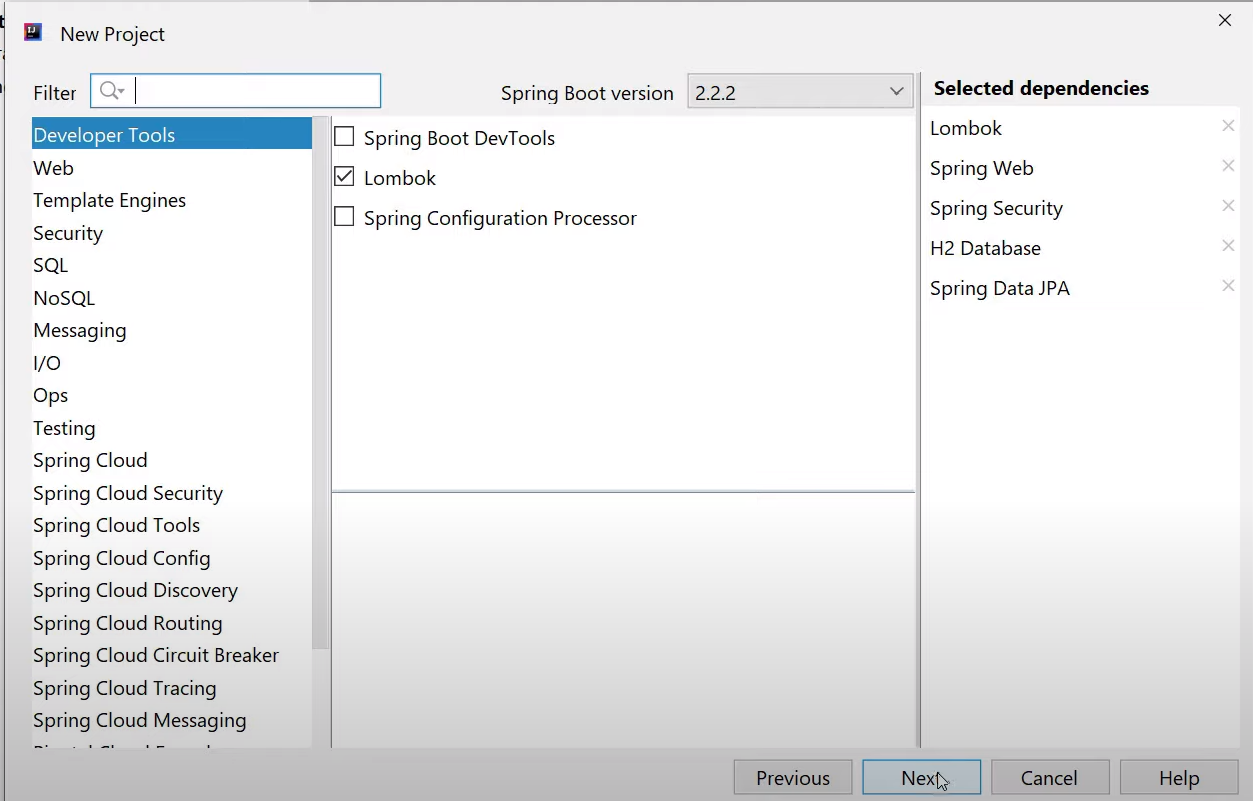 New Project
Filter
Spring Boot version 2.2.2
Selected dependencies
Developer Tools
Web
Template Engines
Security
SQL
NoSQL
Messaging
I/O
Ops
Testing
Spring Cloud
Spring Cloud Security
Spring Cloud Tools
Spring Cloud Config
Spring Cloud Discovery
Spring Cloud Routing
Spring Cloud Circuit Breaker
Spring Cloud Tracing
Spring Cloud Messaging
Spring Boot DevTools
Lombok
Spring Configuration Processor
Lombok
Spring Web
Spring Security
H2 Database
Spring Data JPA
Previous
Next
Cancel
Help